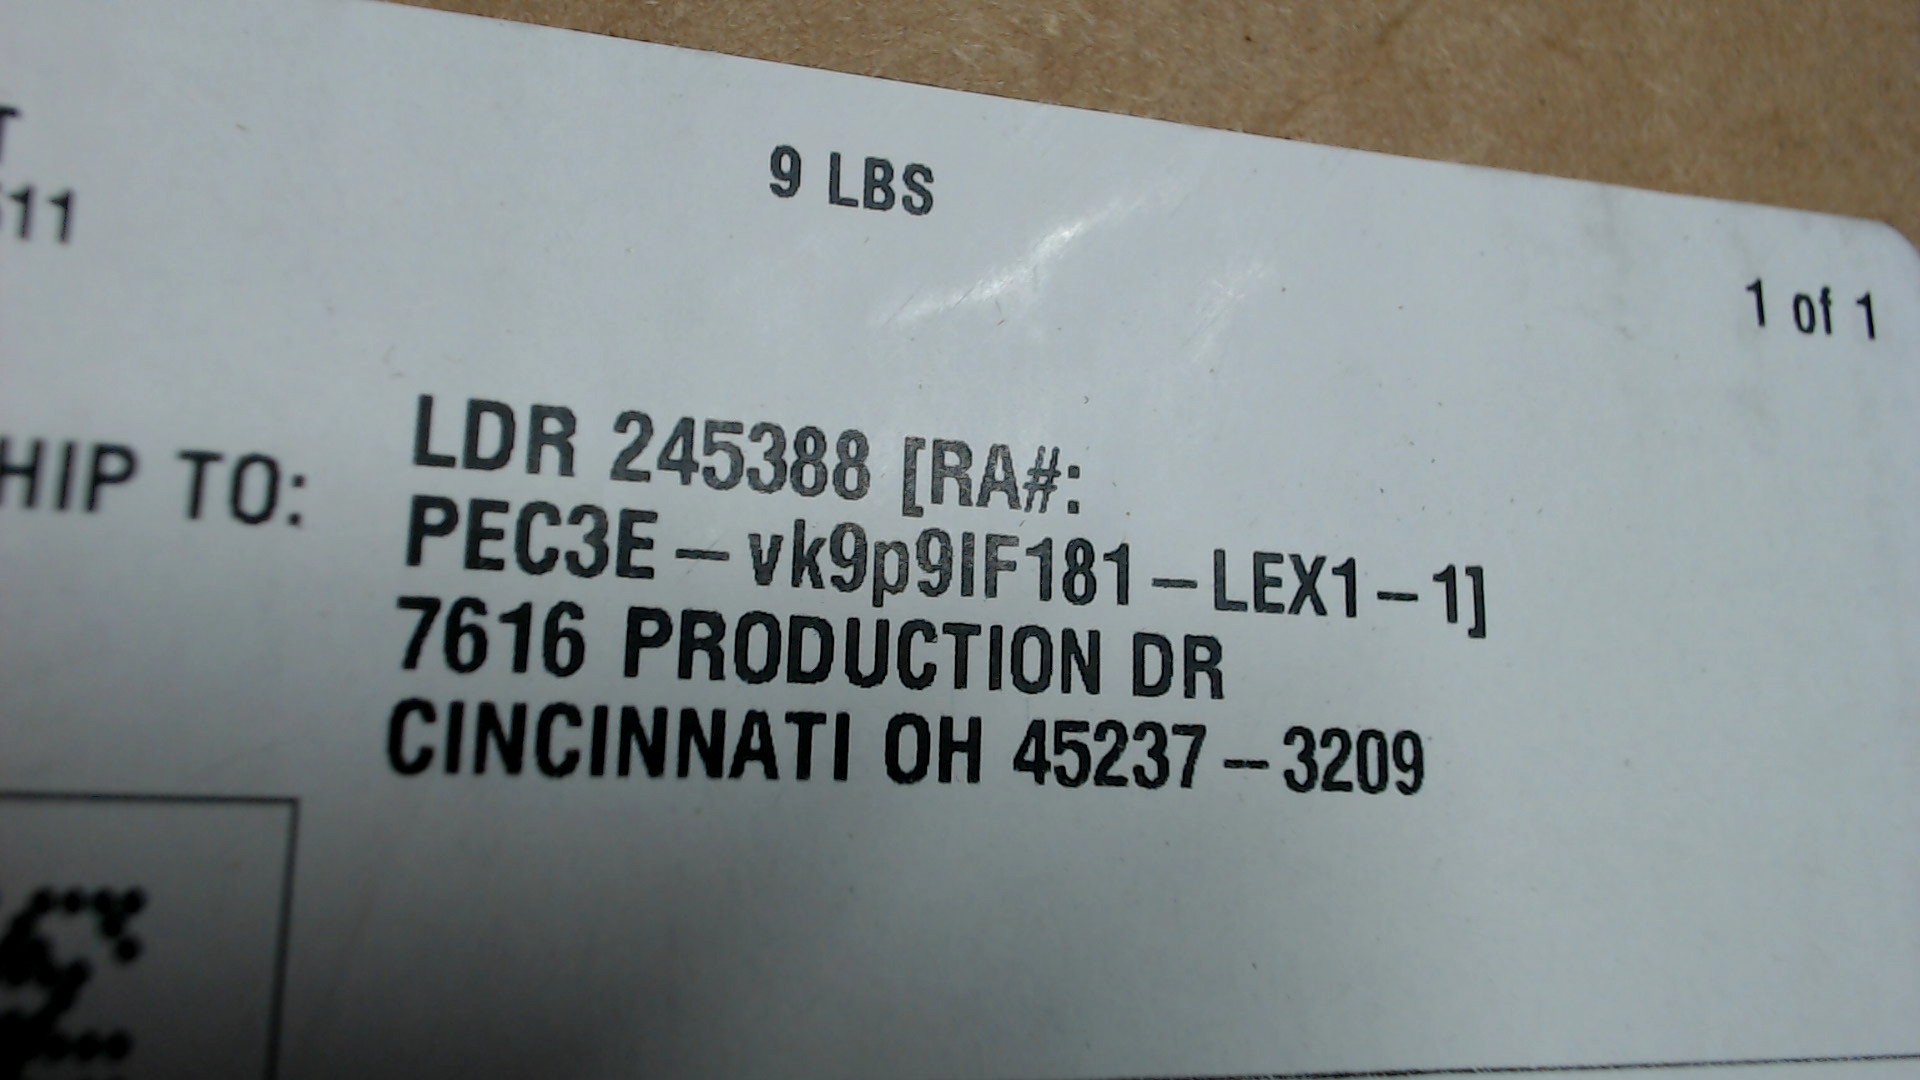 9 LBS
1 of 1
LDR 245388 [RA#:
SHIP TO:
PEC3E-vk9p9IF181-LEX1-1]
7616 PRODUCTION DR
CINCINNATI OH 45237-3209